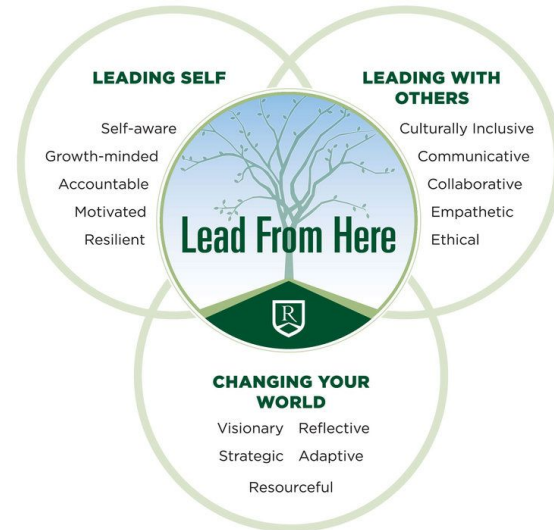 LEADING SELF
Self-aware
Growth-minded
Accountable
Motivated
Resilient
LEADING WITH
OTHERS
Culturally Inclusive
Communicative
Collaborative
Empathetic
Ethical
Lead From Here
R
CHANGING YOUR
WORLD
Visionary Reflective
Strategic Adaptive
Resourceful